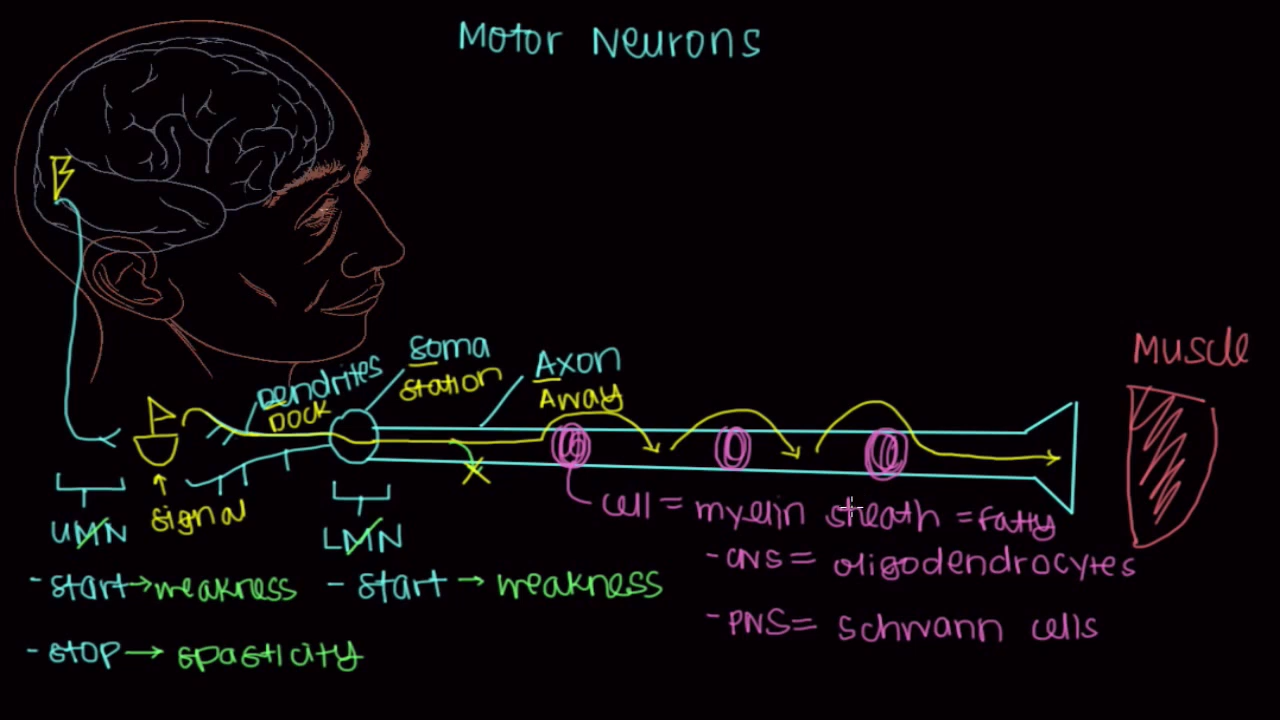 Motor Neurons
Muscle
Soma
Station
Axon
Away
Dendrites
Dock
signal
UMN
LMN
cell = myelin sheath = fatty
- CNS = oligodendrocytes
- PNS = schwann cells
- start → weakness
- stop → spasticity
- start → weakness